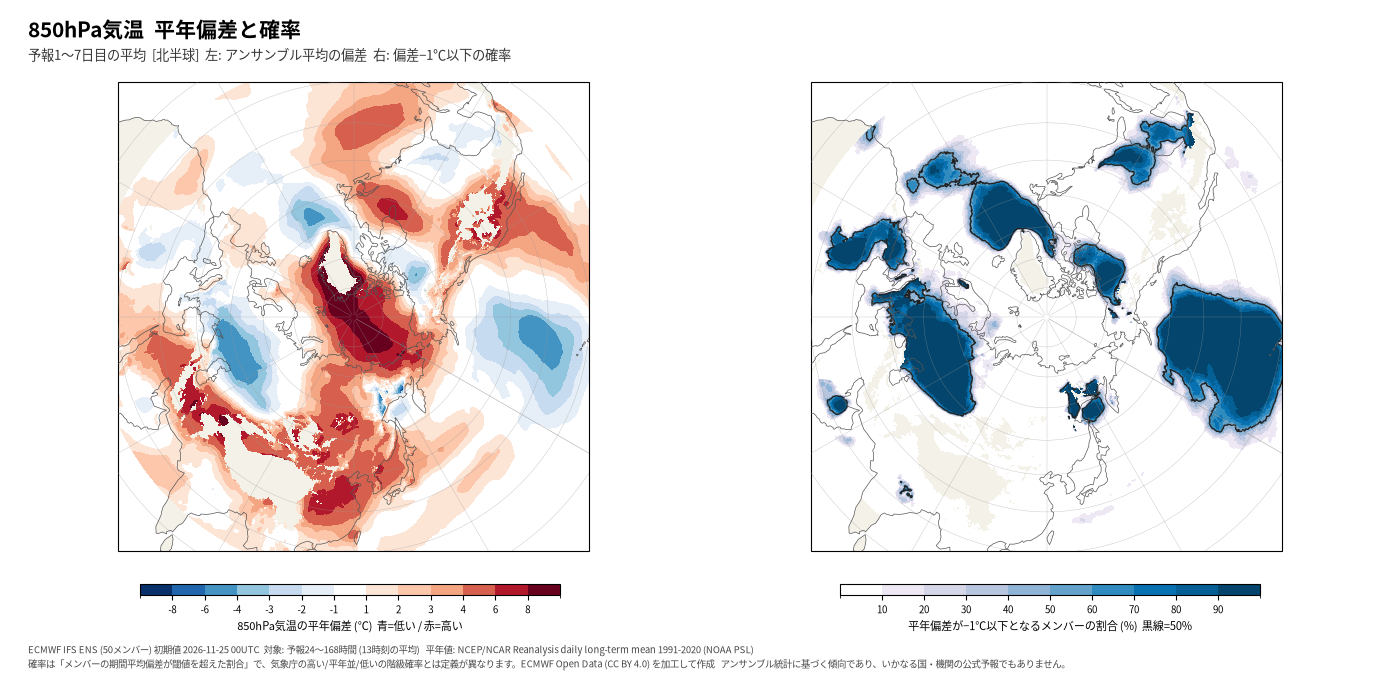 850hPa気温 平年偏差と確率
予報1〜7日目の平均 [北半球] 左: アンサンブル平均の偏差 右: 偏差−1℃以下の確率
-8 -6 -4 -3 -2 -1 1 2 3 4 6 8
850hPa気温の平年偏差 (℃) 青=低い / 赤=高い
10 20 30 40 50 60 70 80 90
平年偏差が−1℃以下となるメンバーの割合 (%) 黒線=50%
ECMWF IFS ENS (50メンバー) 初期値 2026-11-25 00UTC 対象: 予報24〜168時間 (13時刻の平均) 平年値: NCEP/NCAR Reanalysis daily long-term mean 1991-2020 (NOAA PSL)
確率は「メンバーの期間平均偏差が閾値を超えた割合」で、気象庁の高い/平年並/低いの階級確率とは定義が異なります。ECMWF Open Data (CC BY 4.0) を加工して作成 アンサンブル統計に基づく傾向であり、いかなる国・機関の公式予報でもありません。